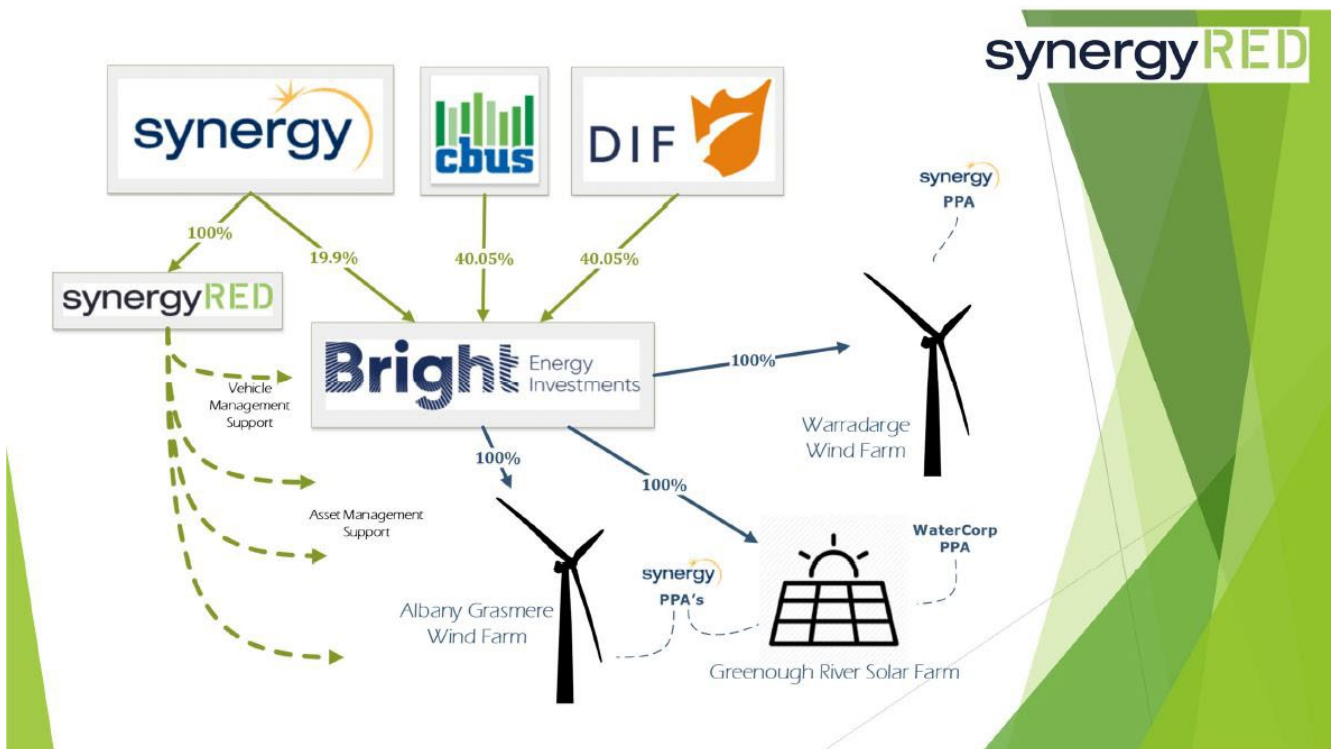 synergyRED
synergy
cbus
DIF
synergy
PPA
100%
19.9%
40.05%
40.05%
synergyRED
Bright Energy
Investments
100%
Vehicle
Management
Support
Warradarge
Wind Farm
100%
100%
Asset Management
Support
WaterCorp
PPA
synergy
PPA's
Albany Grasmere
Wind Farm
Greenough River Solar Farm